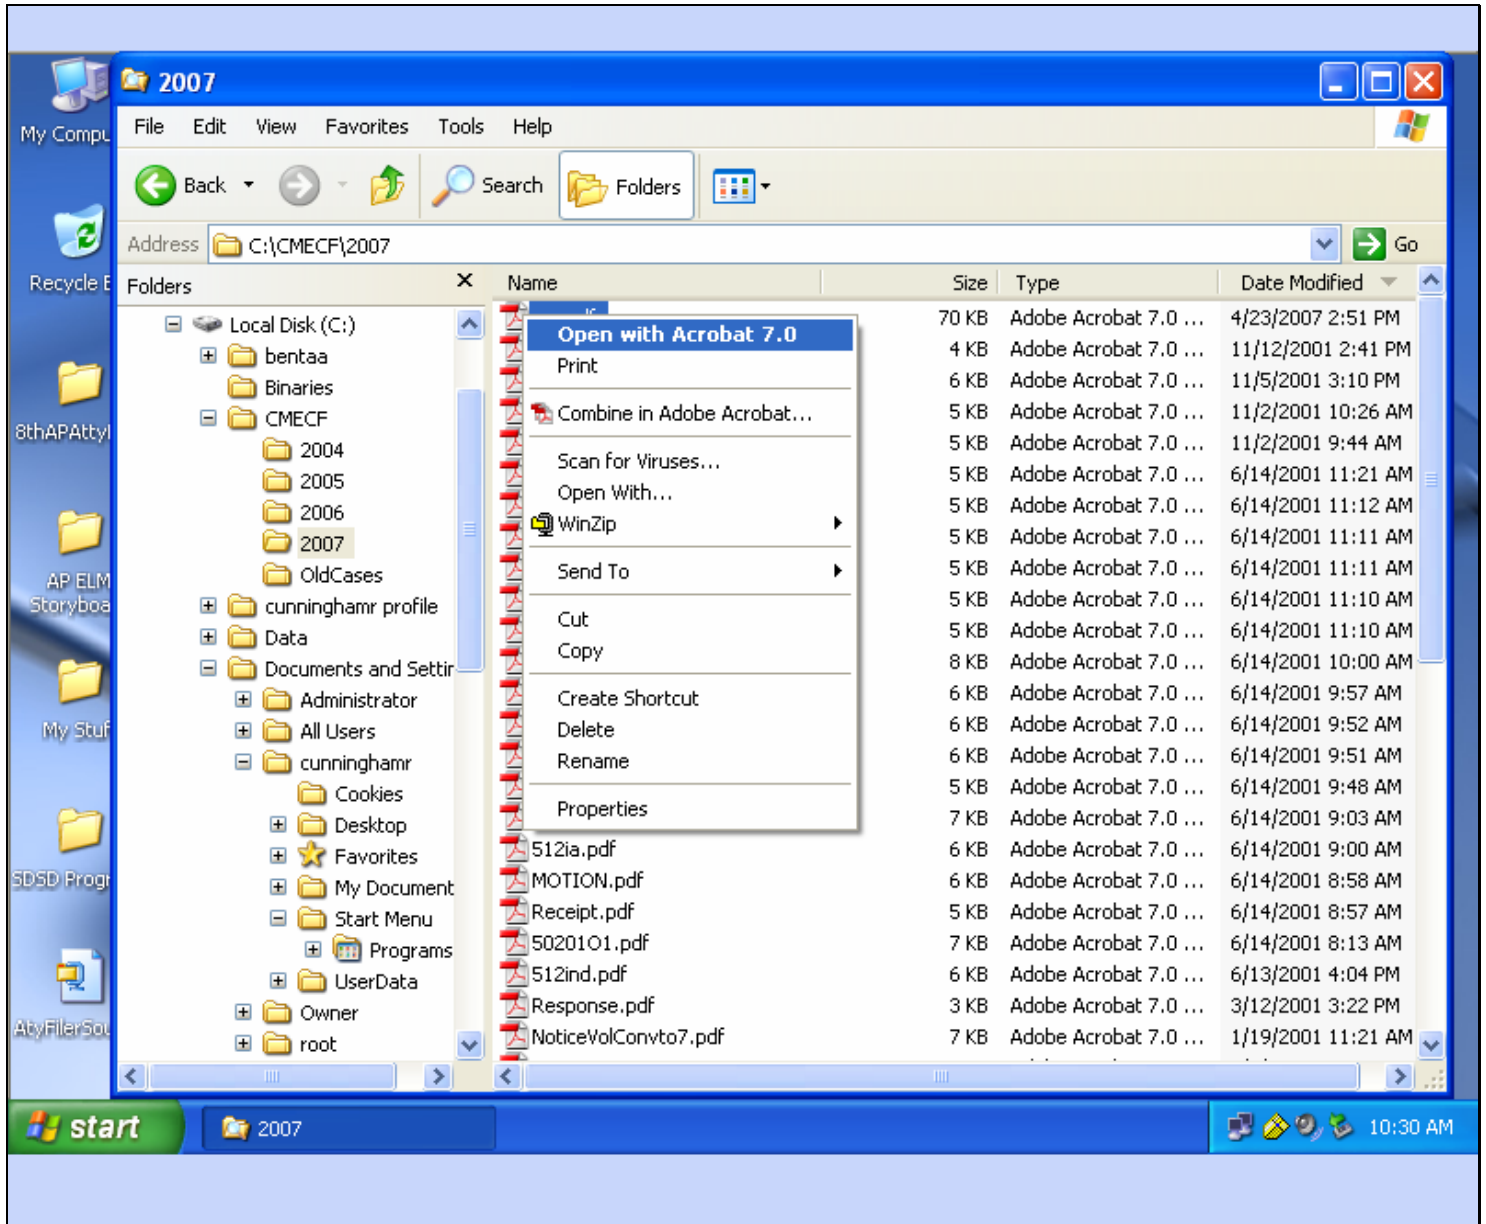 2007
File Edit View Favorites Tools Help
Back Search Folders
Address C:\CMECF\2007 Go
My Compu
Recycle B
8thAPAtty
AP ELM
Storyboa
My Stuf
SDSD Progr
AtyFilerSou
Folders
Local Disk (C:)
bentaa
Binaries
CMECF
2004
2005
2006
2007
OldCases
cunninghamr profile
Data
Documents and Settin
Administrator
All Users
cunninghamr
Cookies
Desktop
Favorites
My Document
Start Menu
Programs
UserData
Owner
root
Name Size Type Date Modified
70 KB Adobe Acrobat 7.0 ... 4/23/2007 2:51 PM
4 KB Adobe Acrobat 7.0 ... 11/12/2001 2:41 PM
6 KB Adobe Acrobat 7.0 ... 11/5/2001 3:10 PM
5 KB Adobe Acrobat 7.0 ... 11/2/2001 10:26 AM
5 KB Adobe Acrobat 7.0 ... 11/2/2001 9:44 AM
5 KB Adobe Acrobat 7.0 ... 6/14/2001 11:21 AM
5 KB Adobe Acrobat 7.0 ... 6/14/2001 11:12 AM
5 KB Adobe Acrobat 7.0 ... 6/14/2001 11:11 AM
5 KB Adobe Acrobat 7.0 ... 6/14/2001 11:11 AM
5 KB Adobe Acrobat 7.0 ... 6/14/2001 11:10 AM
5 KB Adobe Acrobat 7.0 ... 6/14/2001 11:10 AM
8 KB Adobe Acrobat 7.0 ... 6/14/2001 10:00 AM
6 KB Adobe Acrobat 7.0 ... 6/14/2001 9:57 AM
6 KB Adobe Acrobat 7.0 ... 6/14/2001 9:52 AM
6 KB Adobe Acrobat 7.0 ... 6/14/2001 9:51 AM
5 KB Adobe Acrobat 7.0 ... 6/14/2001 9:48 AM
7 KB Adobe Acrobat 7.0 ... 6/14/2001 9:03 AM
512ia.pdf 6 KB Adobe Acrobat 7.0 ... 6/14/2001 9:00 AM
MOTION.pdf 6 KB Adobe Acrobat 7.0 ... 6/14/2001 8:58 AM
Receipt.pdf 5 KB Adobe Acrobat 7.0 ... 6/14/2001 8:57 AM
50201O1.pdf 7 KB Adobe Acrobat 7.0 ... 6/14/2001 8:13 AM
512ind.pdf 6 KB Adobe Acrobat 7.0 ... 6/13/2001 4:04 PM
Response.pdf 3 KB Adobe Acrobat 7.0 ... 3/12/2001 3:22 PM
NoticeVolConvto7.pdf 7 KB Adobe Acrobat 7.0 ... 1/19/2001 11:21 AM
Open with Acrobat 7.0
Print
Combine in Adobe Acrobat...
Scan for Viruses...
Open With...
WinZip
Send To
Cut
Copy
Create Shortcut
Delete
Rename
Properties
start 2007 10:30 AM